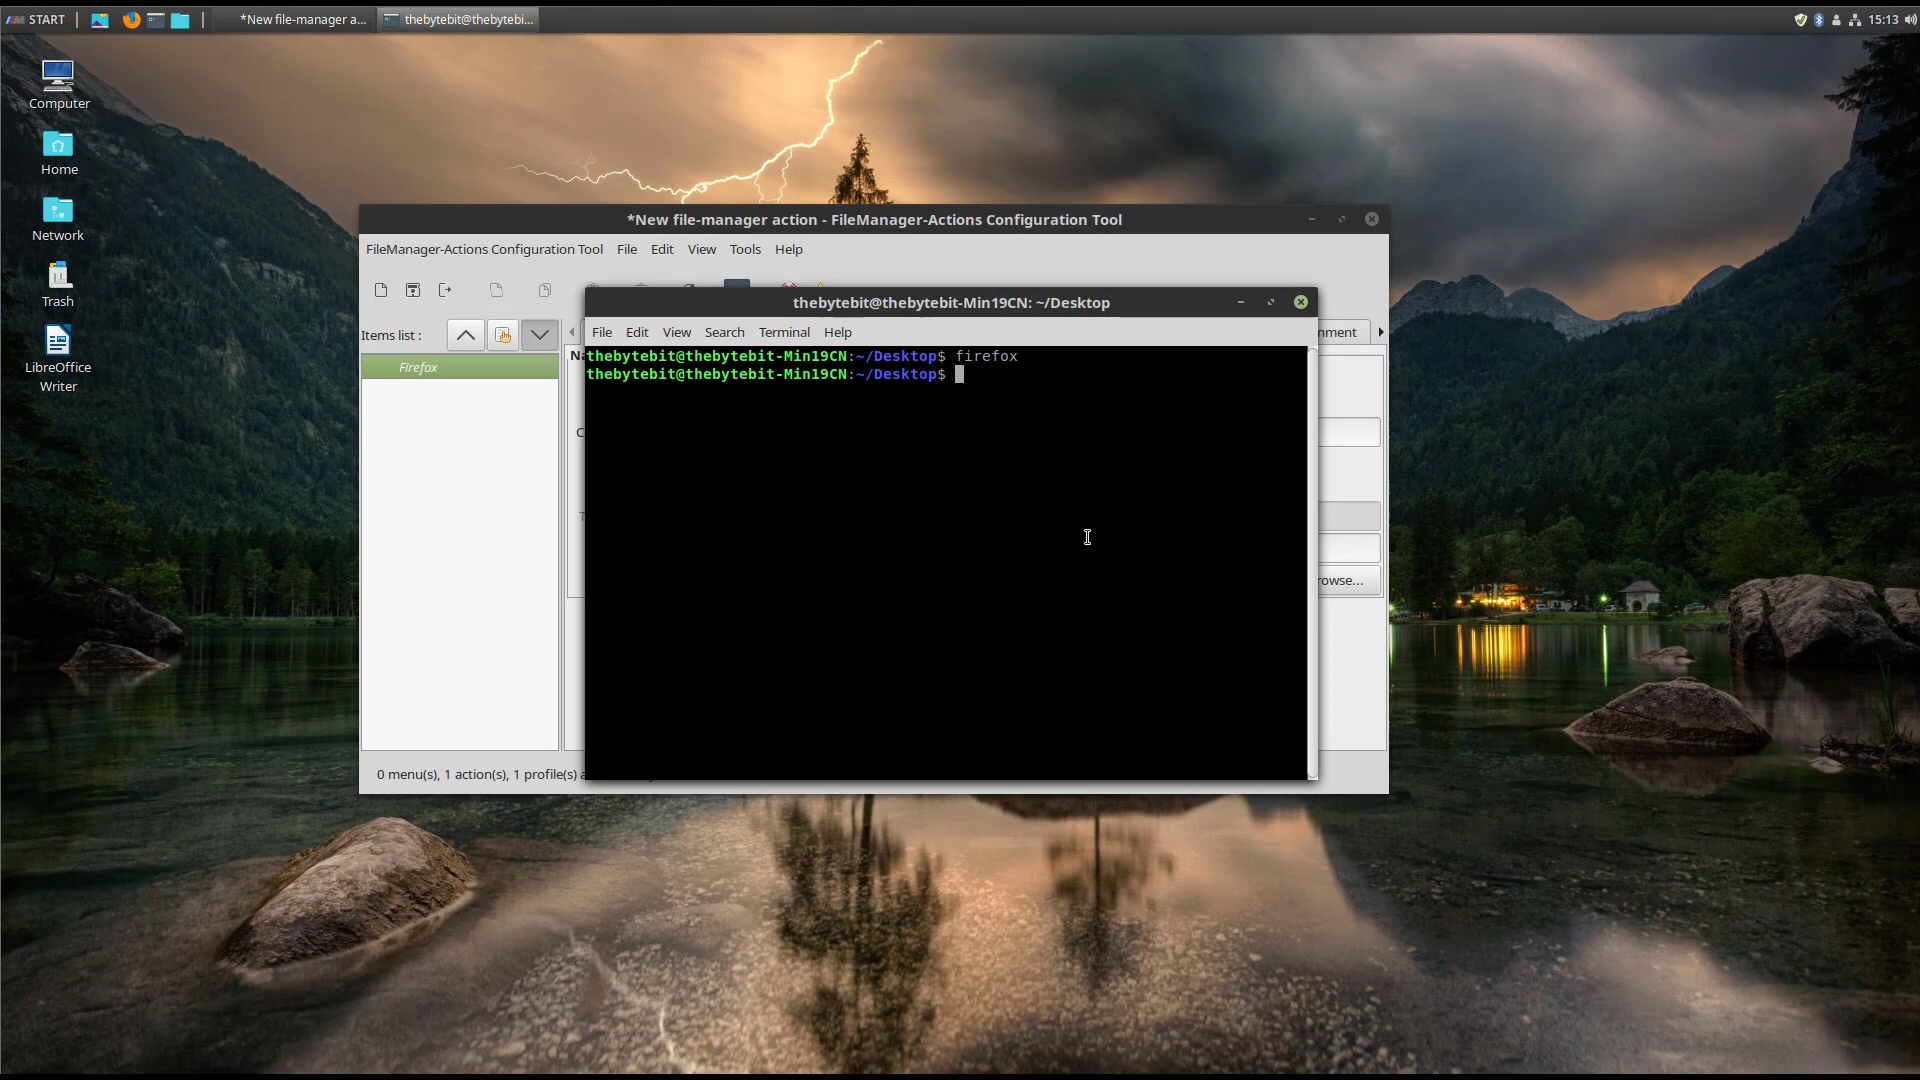 START
*New file-manager a...
thebytebit@thebytebi...
15:13
Computer
Home
Network
Trash
LibreOffice
Writer
*New file-manager action - FileManager-Actions Configuration Tool
FileManager-Actions Configuration Tool File Edit View Tools Help
Items list :
Firefox
0 menu(s), 1 action(s), 1 profile(s) a
Na
C
T
nment
rowse...
thebytebit@thebytebit-Min19CN: ~/Desktop
File Edit View Search Terminal Help
thebytebit@thebytebit-Min19CN:~/Desktop$ firefox
thebytebit@thebytebit-Min19CN:~/Desktop$